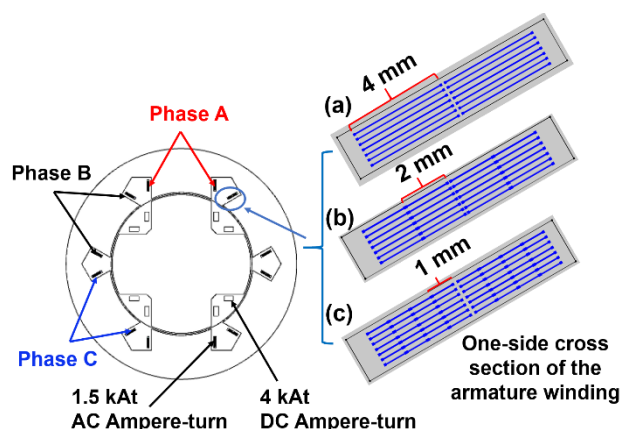 Phase A
Phase B
Phase C
1.5 kAt
AC Ampere-turn
4 kAt
DC Ampere-turn
(a)
4 mm
(b)
2 mm
(c)
1 mm
One-side cross
section of the
armature winding